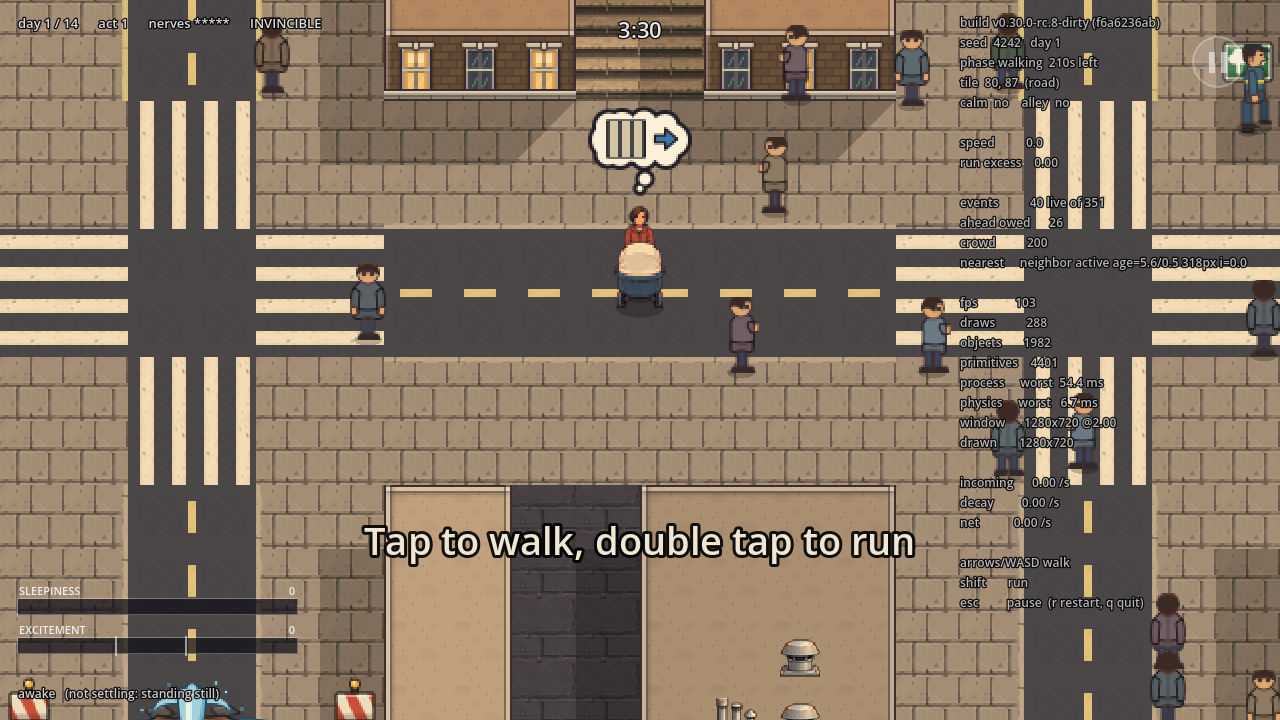 day 1 / 14 act 1 nerves ***** INVINCIBLE
3:30
build v0.30.0-rc.8-dirty (f6a6236ab)
seed 4242 day 1
phase walking 210s left
tile 80, 87 (road)
calm no alley no
speed 0.0
run excess 0.00
events 40 live of 351
ahead owed 26
crowd 200
nearest neighbor active age=5.6/0.5 318px i=0.0
fps 103
draws 288
objects 1982
primitives 4401
process worst 54.4 ms
physics worst 6.7 ms
window 1280x720 @2.00
drawn 1280x720
incoming 0.00 /s
decay 0.00 /s
net 0.00 /s
arrows/WASD walk
shift run
esc pause (r restart, q quit)
Tap to walk, double tap to run
SLEEPINESS 0
EXCITEMENT 0
awake (not settling: standing still)